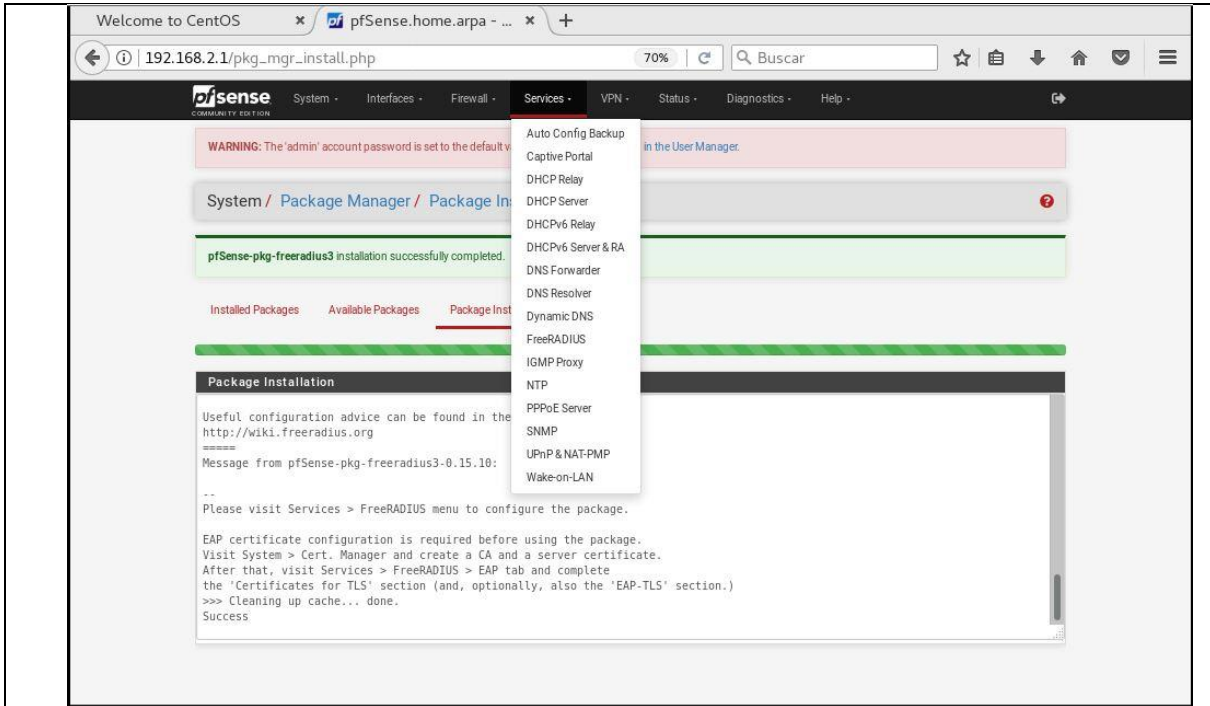 Welcome to CentOS
pfSense.home.arpa - ...
192.168.2.1/pkg_mgr_install.php
70%
Buscar
pfsense
COMMUNITY EDITION
System
Interfaces
Firewall
Services
VPN
Status
Diagnostics
Help
WARNING: The 'admin' account password is set to the default v
in the User Manager.
System / Package Manager / Package In
pfSense-pkg-freeradius3 installation successfully completed.
Installed Packages
Available Packages
Package Inst
Auto Config Backup
Captive Portal
DHCP Relay
DHCP Server
DHCPv6 Relay
DHCPv6 Server & RA
DNS Forwarder
DNS Resolver
Dynamic DNS
FreeRADIUS
IGMP Proxy
NTP
PPPoE Server
SNMP
UPnP & NAT-PMP
Wake-on-LAN
Package Installation
Useful configuration advice can be found in the
http://wiki.freeradius.org
=====
Message from pfSense-pkg-freeradius3-0.15.10:
--
Please visit Services > FreeRADIUS menu to configure the package.
EAP certificate configuration is required before using the package.
Visit System > Cert. Manager and create a CA and a server certificate.
After that, visit Services > FreeRADIUS > EAP tab and complete
the 'Certificates for TLS' section (and, optionally, also the 'EAP-TLS' section.)
>>> Cleaning up cache... done.
Success